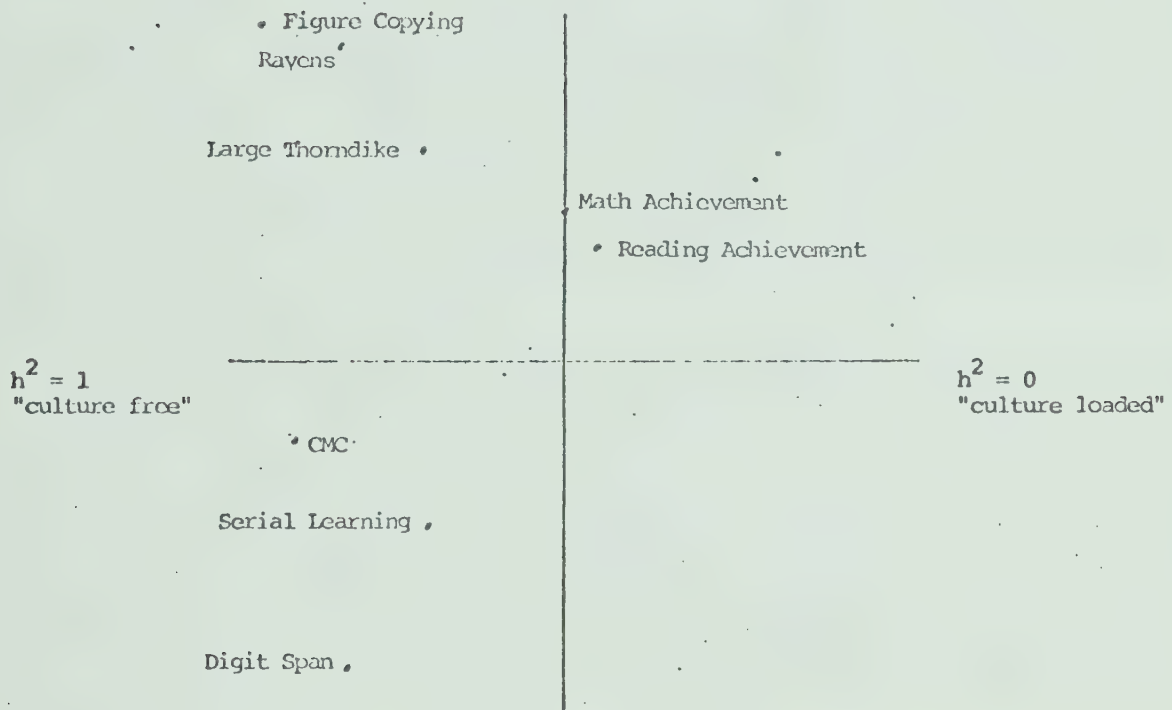 Figure Copying
Ravens
Large Thorndike
Math Achievement
Reading Achievement
h² = 1
"culture free"
h² = 0
"culture loaded"
CMC
Serial Learning
Digit Span